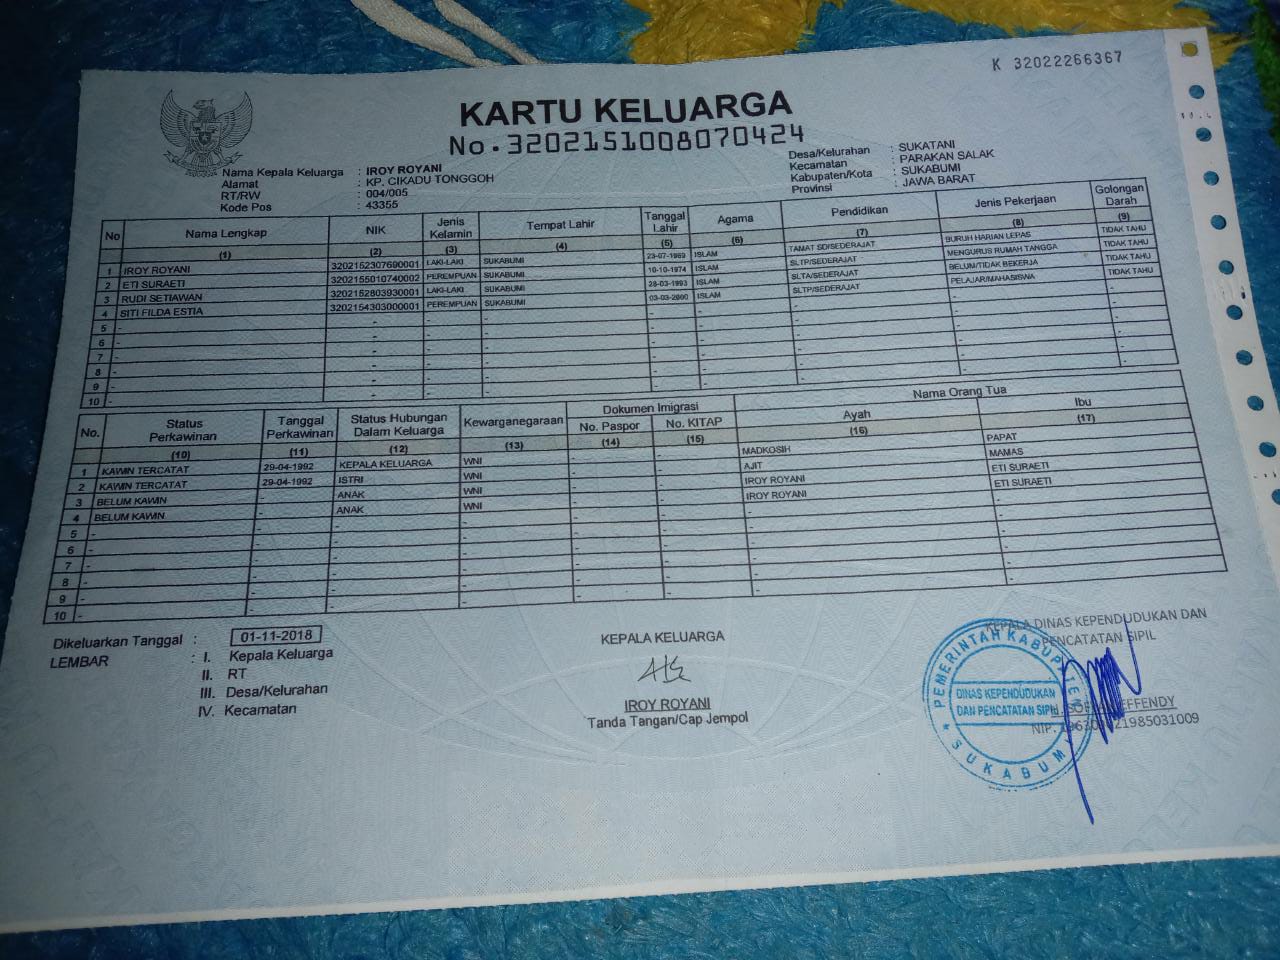 K 32022266367
KARTU KELUARGA
No.3202151008070424
Nama Kepala Keluarga : IROY ROYANI
Alamat : KP. CIKADU TONGGOH
RT/RW : 004/005
Kode Pos : 43355
Desa/Kelurahan : SUKATANI
Kecamatan : PARAKAN SALAK
Kabupaten/Kota : SUKABUMI
Provinsi : JAWA BARAT
No Nama Lengkap NIK Jenis Kelamin Tempat Lahir Tanggal Lahir Agama Pendidikan Jenis Pekerjaan Golongan Darah
(1) (2) (3) (4) (5) (6) (7) (8) (9)
1 IROY ROYANI 3202152307690001 LAKI-LAKI SUKABUMI 23-07-1969 ISLAM TAMAT SD/SEDERAJAT BURUH HARIAN LEPAS TIDAK TAHU
2 ETI SURAETI 3202155010740002 PEREMPUAN SUKABUMI 10-10-1974 ISLAM SLTP/SEDERAJAT MENGURUS RUMAH TANGGA TIDAK TAHU
3 RUDI SETIAWAN 3202152803930001 LAKI-LAKI SUKABUMI 28-03-1993 ISLAM SLTA/SEDERAJAT BELUM/TIDAK BEKERJA TIDAK TAHU
4 SITI FILDA ESTIA 3202154303000001 PEREMPUAN SUKABUMI 03-03-2000 ISLAM SLTP/SEDERAJAT PELAJAR/MAHASISWA TIDAK TAHU
5 - - - - - - - - -
6 - - - - - - - - -
7 - - - - - - - - -
8 - - - - - - - - -
9 - - - - - - - - -
10 - - - - - - - - -
No. Status Perkawinan Tanggal Perkawinan Status Hubungan Dalam Keluarga Kewarganegaraan Dokumen Imigrasi Nama Orang Tua
No. Paspor No. KITAP Ayah Ibu
(10) (11) (12) (13) (14) (15) (16) (17)
1 KAWIN TERCATAT 29-04-1992 KEPALA KELUARGA WNI - - MADKOSIH PAPAT
2 KAWIN TERCATAT 29-04-1992 ISTRI WNI - - AJIT MAMAS
3 BELUM KAWIN - ANAK WNI - - IROY ROYANI ETI SURAETI
4 BELUM KAWIN - ANAK WNI - - IROY ROYANI ETI SURAETI
5 - - - - - - - -
6 - - - - - - - -
7 - - - - - - - -
8 - - - - - - - -
9 - - - - - - - -
10 - - - - - - - -
Dikeluarkan Tanggal : 01-11-2018
LEMBAR : I. Kepala Keluarga
II. RT
III. Desa/Kelurahan
IV. Kecamatan
KEPALA KELUARGA
IROY ROYANI
Tanda Tangan/Cap Jempol
KEPALA DINAS KEPENDUDUKAN DAN
PENCATATAN SIPIL
PEMERINTAH KABUPATEN
DINAS KEPENDUDUKAN
DAN PENCATATAN SIPIL
SUKABUMI
EFFENDY
NIP. 21985031009